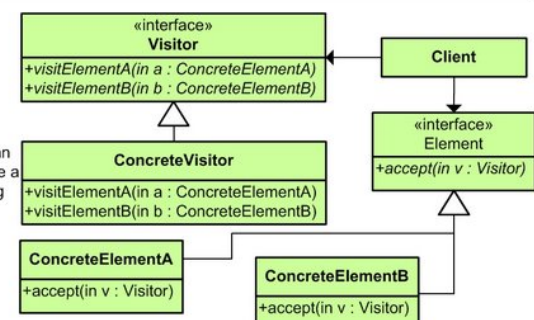 «interface»
Visitor
+visitElementA(in a : ConcreteElementA)
+visitElementB(in b : ConcreteElementB)
Client
«interface»
Element
+accept(in v : Visitor)
ConcreteVisitor
+visitElementA(in a : ConcreteElementA)
+visitElementB(in b : ConcreteElementB)
ConcreteElementA
+accept(in v : Visitor)
ConcreteElementB
+accept(in v : Visitor)